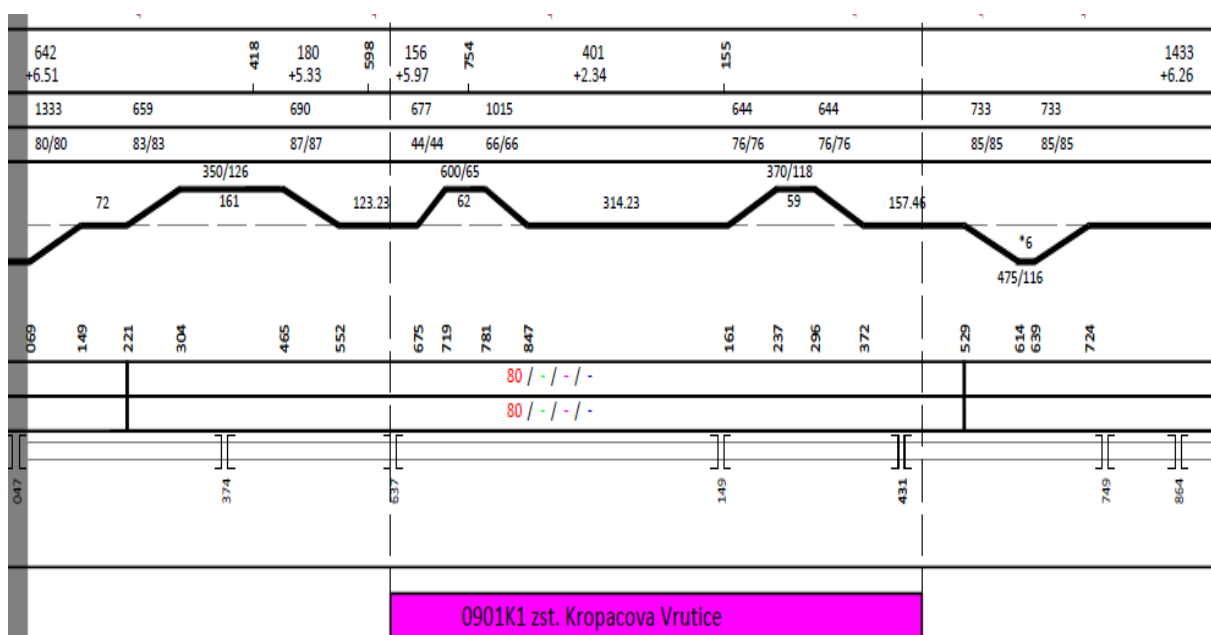 642 418 180 598 156 754 401 155 1433
+6.51 +5.33 +5.97 +2.34 +6.26
1333 659 690 677 1015 644 644 733 733
80/80 83/83 87/87 44/44 66/66 76/76 76/76 85/85 85/85
350/126 600/65 370/118
72 161 123.23 62 314.23 59 157.46
*6
475/116
069 149 221 304 465 552 675 719 781 847 161 237 296 372 529 614 639 724
80 / - / - / -
80 / - / - / -
047 374 637 149 431 749 864
0901K1 zst. Kropacova Vrutice